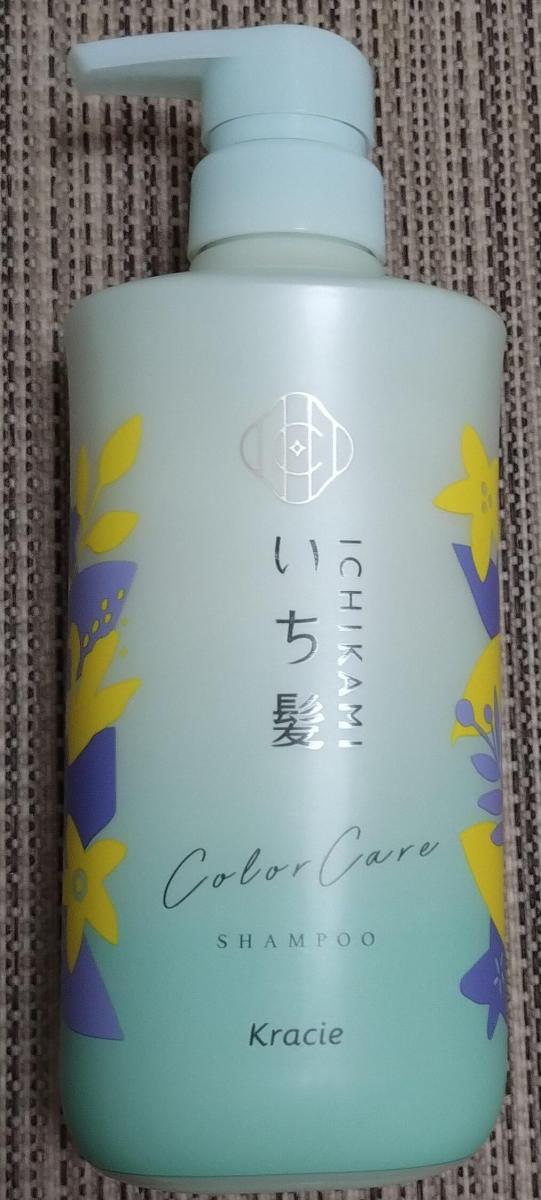 いち髪
ICHIKAMI
Color Care
SHAMPOO
Kracie